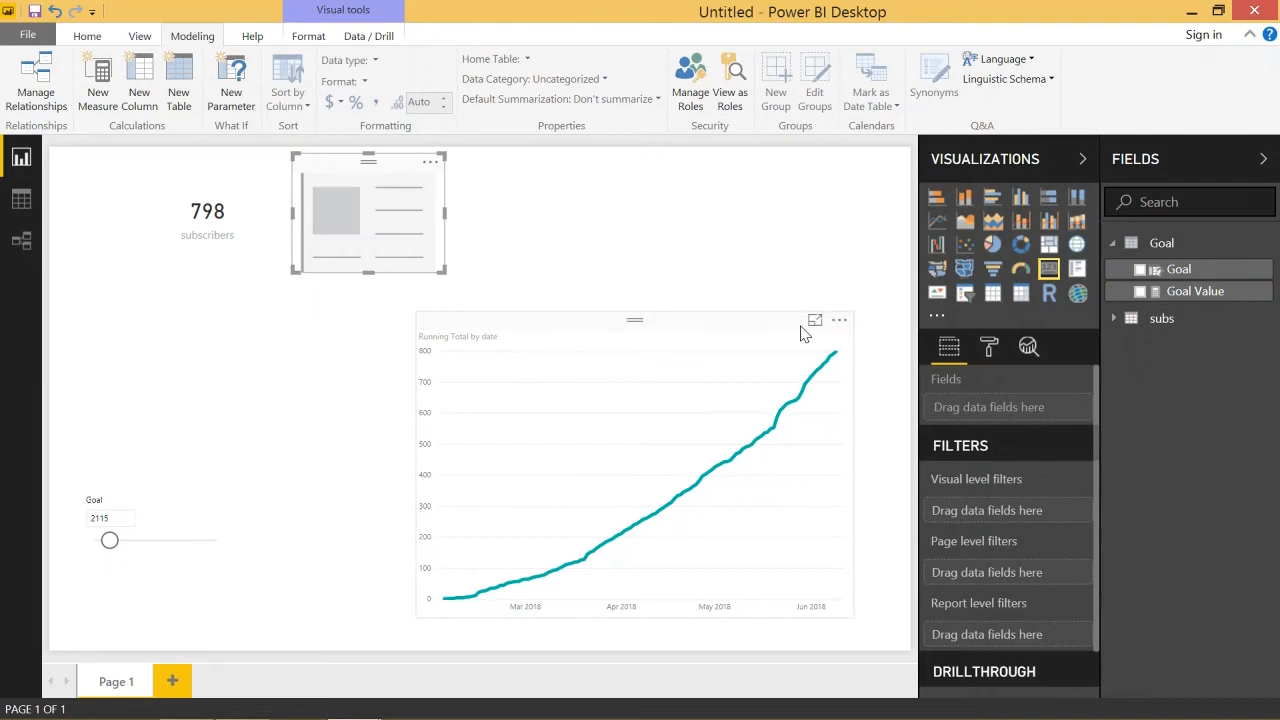 Visual tools
Untitled - Power BI Desktop
File
Home
View
Modeling
Help
Format
Data / Drill
Sign in
?
Manage
Relationships
New
Measure
New
Column
New
Table
New
Parameter
Sort by
Column
Data type:
Format:
$ % ,
Auto
Home Table:
Data Category: Uncategorized
Default Summarization: Don't summarize
Manage
Roles
View as
Roles
New
Group
Edit
Groups
Mark as
Date Table
Synonyms
Language
Linguistic Schema
Relationships
Calculations
What If
Sort
Formatting
Properties
Security
Groups
Calendars
Q&A
798
subscribers
Running Total by date
800
700
600
500
400
300
200
100
0
Mar 2018
Apr 2018
May 2018
Jun 2018
Goal
2115
VISUALIZATIONS
R
Fields
Drag data fields here
FILTERS
Visual level filters
Drag data fields here
Page level filters
Drag data fields here
Report level filters
Drag data fields here
DRILLTHROUGH
FIELDS
Search
Goal
Goal
Goal Value
subs
Page 1
PAGE 1 OF 1